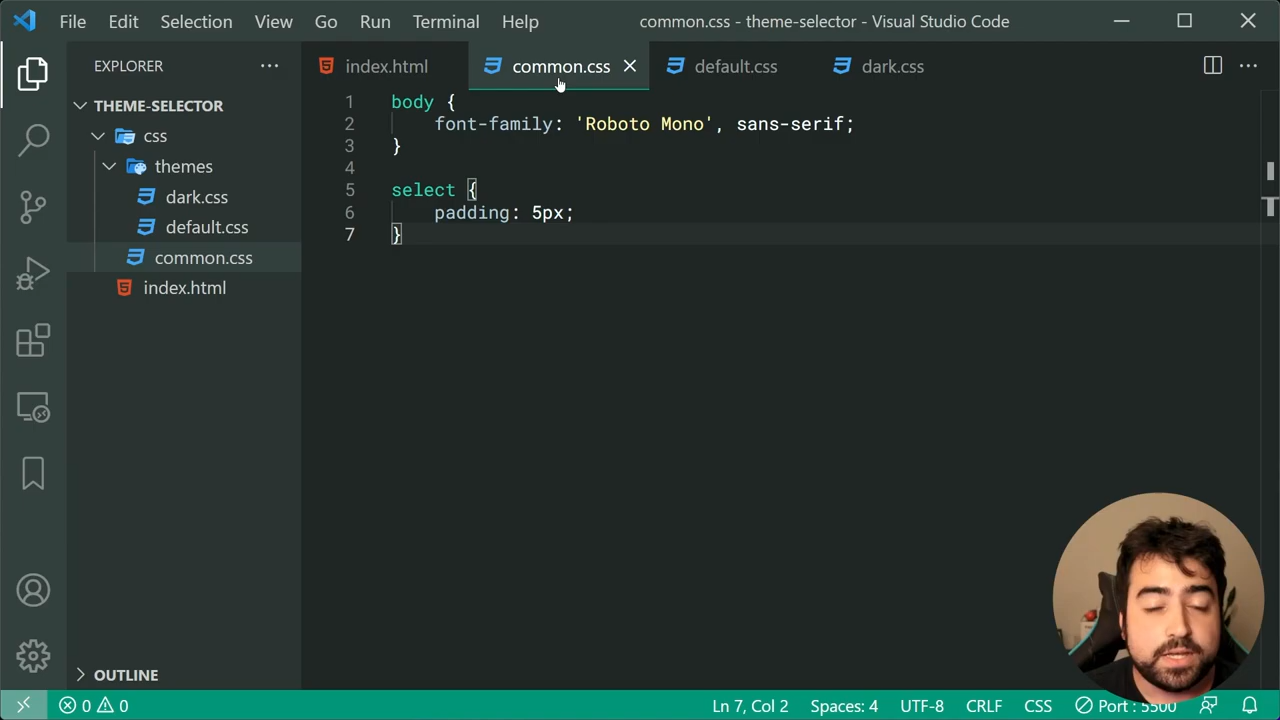 File Edit Selection View Go Run Terminal Help common.css - theme-selector - Visual Studio Code
EXPLORER
index.html common.css default.css dark.css
THEME-SELECTOR
css
themes
dark.css
default.css
common.css
index.html
OUTLINE
1 body {
2 font-family: 'Roboto Mono', sans-serif;
3 }
4
5 select {
6 padding: 5px;
7 }
0 0 Ln 7, Col 2 Spaces: 4 UTF-8 CRLF CSS Port : 5500